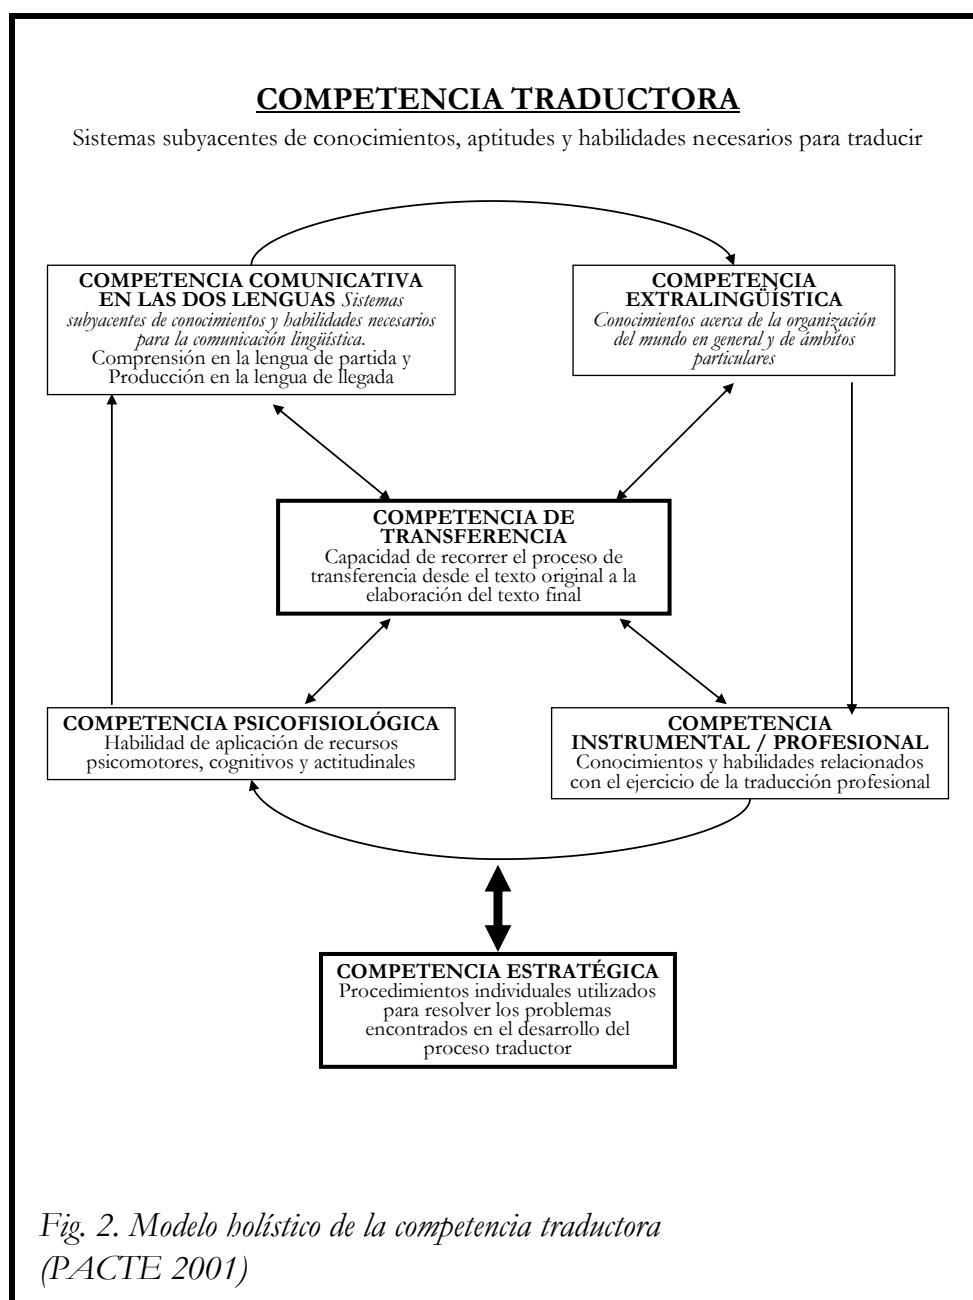 COMPETENCIA TRADUCTORA
Sistemas subyacentes de conocimientos, aptitudes y habilidades necesarios para traducir
COMPETENCIA COMUNICATIVA
EN LAS DOS LENGUAS Sistemas
subyacentes de conocimientos y habilidades necesarios
para la comunicación lingüística.
Comprensión en la lengua de partida y
Producción en la lengua de llegada
COMPETENCIA
EXTRALINGÜÍSTICA
Conocimientos acerca de la organización
del mundo en general y de ámbitos
particulares
COMPETENCIA DE
TRANSFERENCIA
Capacidad de recorrer el proceso de
transferencia desde el texto original a la
elaboración del texto final
COMPETENCIA PSICOFISIOLÓGICA
Habilidad de aplicación de recursos
psicomotores, cognitivos y actitudinales
COMPETENCIA
INSTRUMENTAL / PROFESIONAL
Conocimientos y habilidades relacionados
con el ejercicio de la traducción profesional
COMPETENCIA ESTRATÉGICA
Procedimientos individuales utilizados
para resolver los problemas
encontrados en el desarrollo del
proceso traductor
Fig. 2. Modelo holístico de la competencia traductora
(PACTE 2001)